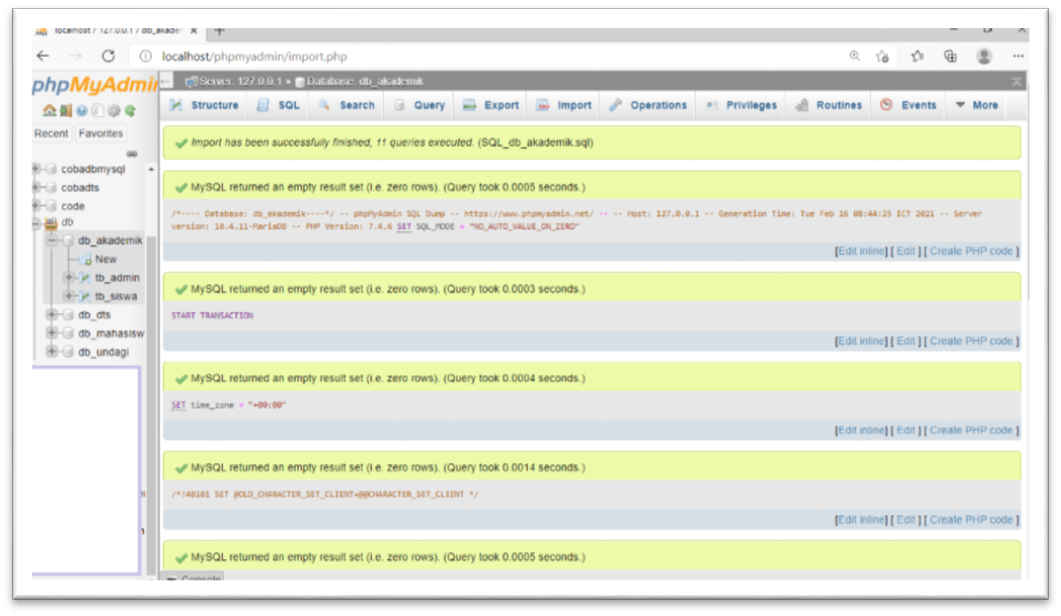 localhost / 127.0.0.1 / db_akade
localhost/phpmyadmin/import.php
phpMyAdmin
Recent Favorites
cobadbmysql
cobadts
code
db
db_akademik
New
tb_admin
tb_siswa
db_dts
db_mahasisw
db_undagi
Server: 127.0.0.1 » Database: db_akademik
Structure SQL Search Query Export Import Operations Privileges Routines Events More
Import has been successfully finished, 11 queries executed. (SQL_db_akademik.sql)
MySQL returned an empty result set (i.e. zero rows). (Query took 0.0005 seconds.)
/*---- Database: db_akademik----*/ -- phpMyAdmin SQL Dump -- https://www.phpmyadmin.net/ -- -- Host: 127.0.0.1 -- Generation Time: Tue Feb 16 08:44:25 ICT 2021 -- Server
version: 10.4.11-MariaDB -- PHP Version: 7.4.6 SET SQL_MODE = "NO_AUTO_VALUE_ON_ZERO"
[Edit inline] [ Edit ] [ Create PHP code ]
MySQL returned an empty result set (i.e. zero rows). (Query took 0.0003 seconds.)
START TRANSACTION
[Edit inline] [ Edit ] [ Create PHP code ]
MySQL returned an empty result set (i.e. zero rows). (Query took 0.0004 seconds.)
SET time_zone = "+00:00"
[Edit inline] [ Edit ] [ Create PHP code ]
MySQL returned an empty result set (i.e. zero rows). (Query took 0.0014 seconds.)
/*!40101 SET @OLD_CHARACTER_SET_CLIENT=@@CHARACTER_SET_CLIENT */
[Edit inline] [ Edit ] [ Create PHP code ]
MySQL returned an empty result set (i.e. zero rows). (Query took 0.0005 seconds.)
Console